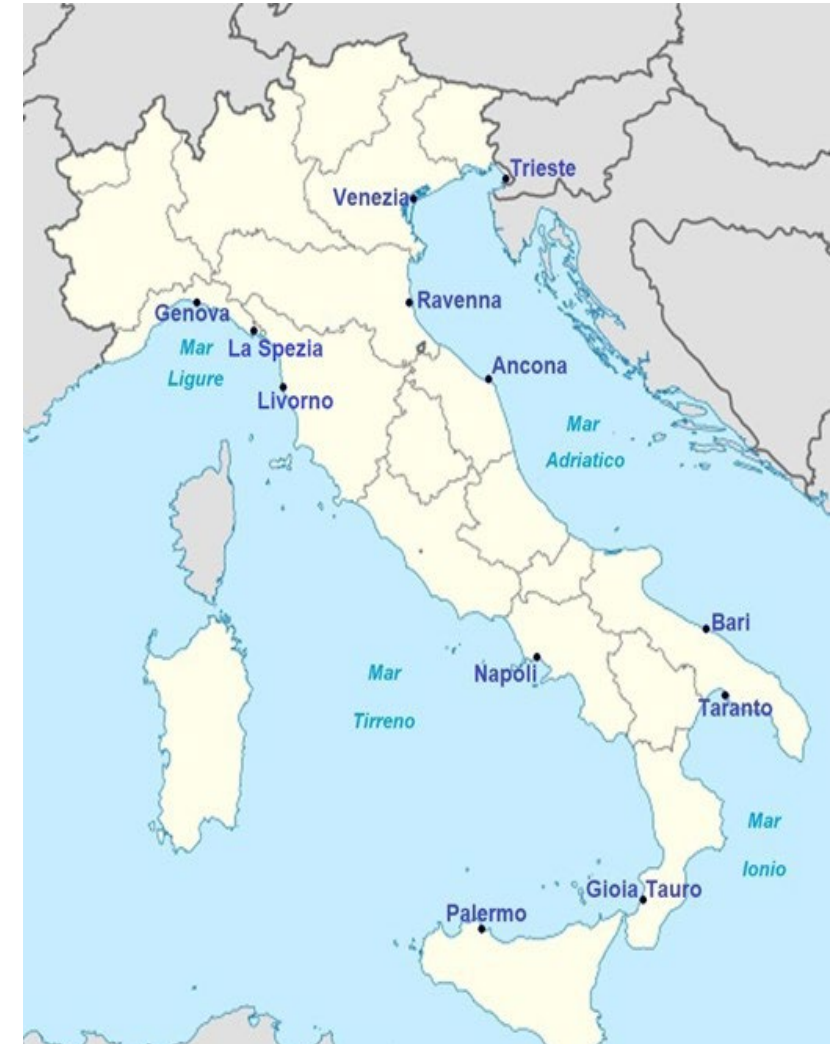 Trieste
Venezia
Ravenna
Genova
La Spezia
Mar
Ligure
Livorno
Ancona
Mar
Adriatico
Bari
Mar
Tirreno
Napoli
Taranto
Mar
Ionio
Gioia Tauro
Palermo